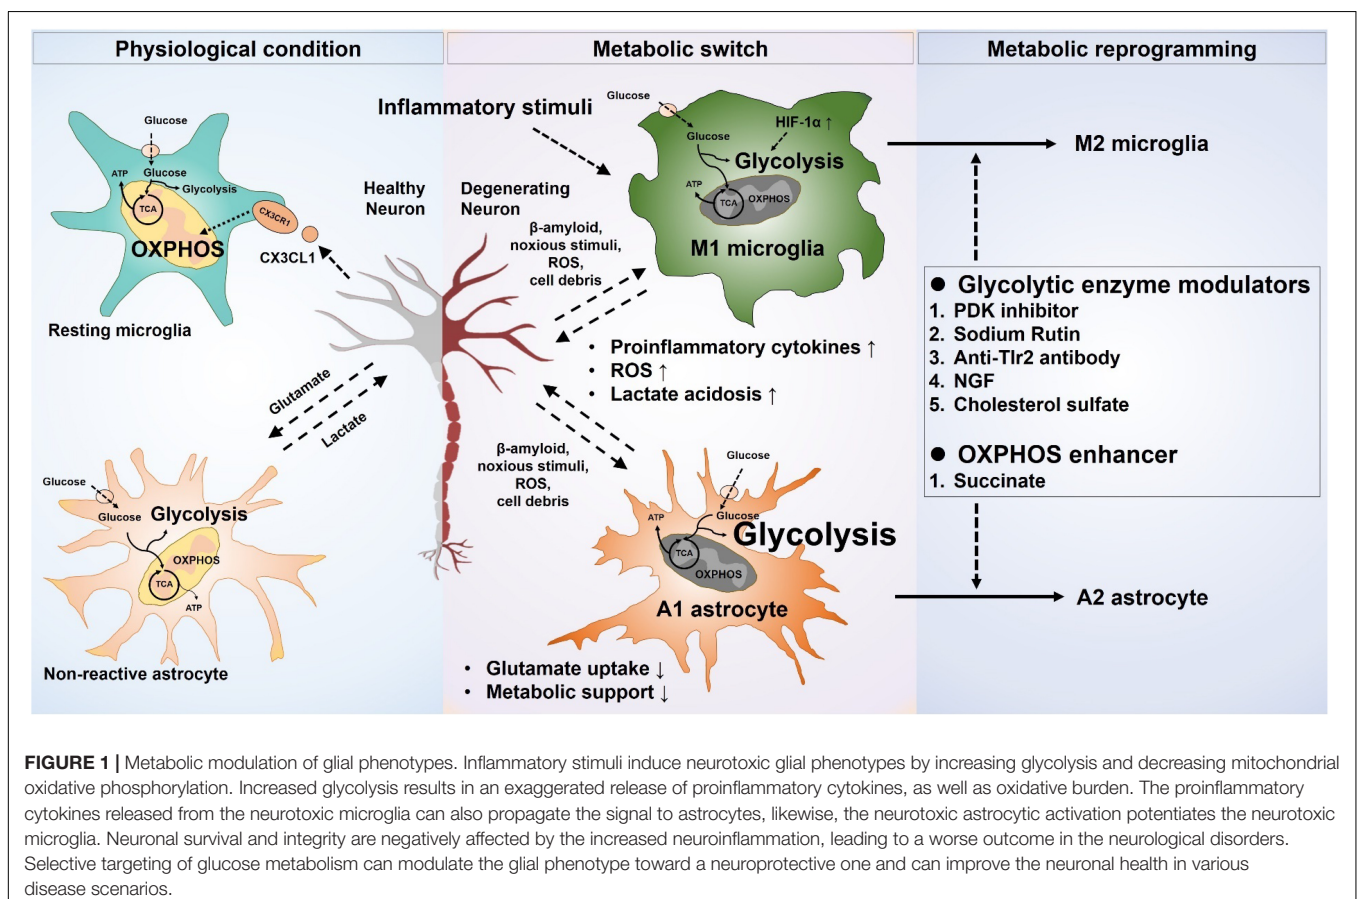 Physiological condition
Metabolic switch
Metabolic reprogramming
Glucose
ATP
Glucose
Glycolysis
TCA
OXPHOS
CX3CR1
CX3CL1
Resting microglia
Healthy
Neuron
Glutamate
Lactate
Glucose
Glucose
Glycolysis
OXPHOS
TCA
ATP
Non-reactive astrocyte
Inflammatory stimuli
Degenerating
Neuron
β-amyloid,
noxious stimuli,
ROS,
cell debris
Glucose
Glucose
HIF-1α ↑
Glycolysis
ATP
TCA
OXPHOS
M1 microglia
• Proinflammatory cytokines ↑
• ROS ↑
• Lactate acidosis ↑
β-amyloid,
noxious stimuli,
ROS,
cell debris
Glucose
ATP
Glucose
Glycolysis
TCA
OXPHOS
A1 astrocyte
• Glutamate uptake ↓
• Metabolic support ↓
M2 microglia
● Glycolytic enzyme modulators
1. PDK inhibitor
2. Sodium Rutin
3. Anti-Tlr2 antibody
4. NGF
5. Cholesterol sulfate
● OXPHOS enhancer
1. Succinate
A2 astrocyte
FIGURE 1 | Metabolic modulation of glial phenotypes. Inflammatory stimuli induce neurotoxic glial phenotypes by increasing glycolysis and decreasing mitochondrial
oxidative phosphorylation. Increased glycolysis results in an exaggerated release of proinflammatory cytokines, as well as oxidative burden. The proinflammatory
cytokines released from the neurotoxic microglia can also propagate the signal to astrocytes, likewise, the neurotoxic astrocytic activation potentiates the neurotoxic
microglia. Neuronal survival and integrity are negatively affected by the increased neuroinflammation, leading to a worse outcome in the neurological disorders.
Selective targeting of glucose metabolism can modulate the glial phenotype toward a neuroprotective one and can improve the neuronal health in various
disease scenarios.